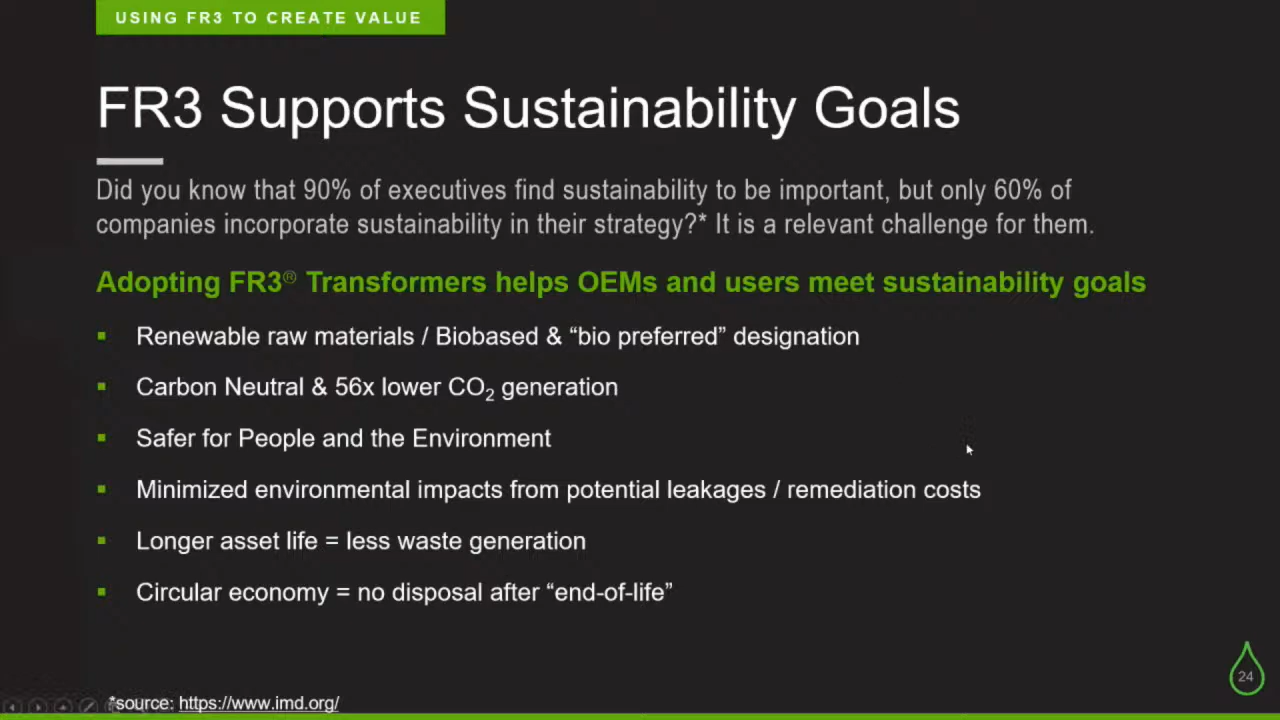 USING FR3 TO CREATE VALUE
FR3 Supports Sustainability Goals
Did you know that 90% of executives find sustainability to be important, but only 60% of
companies incorporate sustainability in their strategy?* It is a relevant challenge for them.
Adopting FR3® Transformers helps OEMs and users meet sustainability goals
▪ Renewable raw materials / Biobased & “bio preferred” designation
▪ Carbon Neutral & 56x lower CO₂ generation
▪ Safer for People and the Environment
▪ Minimized environmental impacts from potential leakages / remediation costs
▪ Longer asset life = less waste generation
▪ Circular economy = no disposal after “end-of-life”
24
*source: https://www.imd.org/